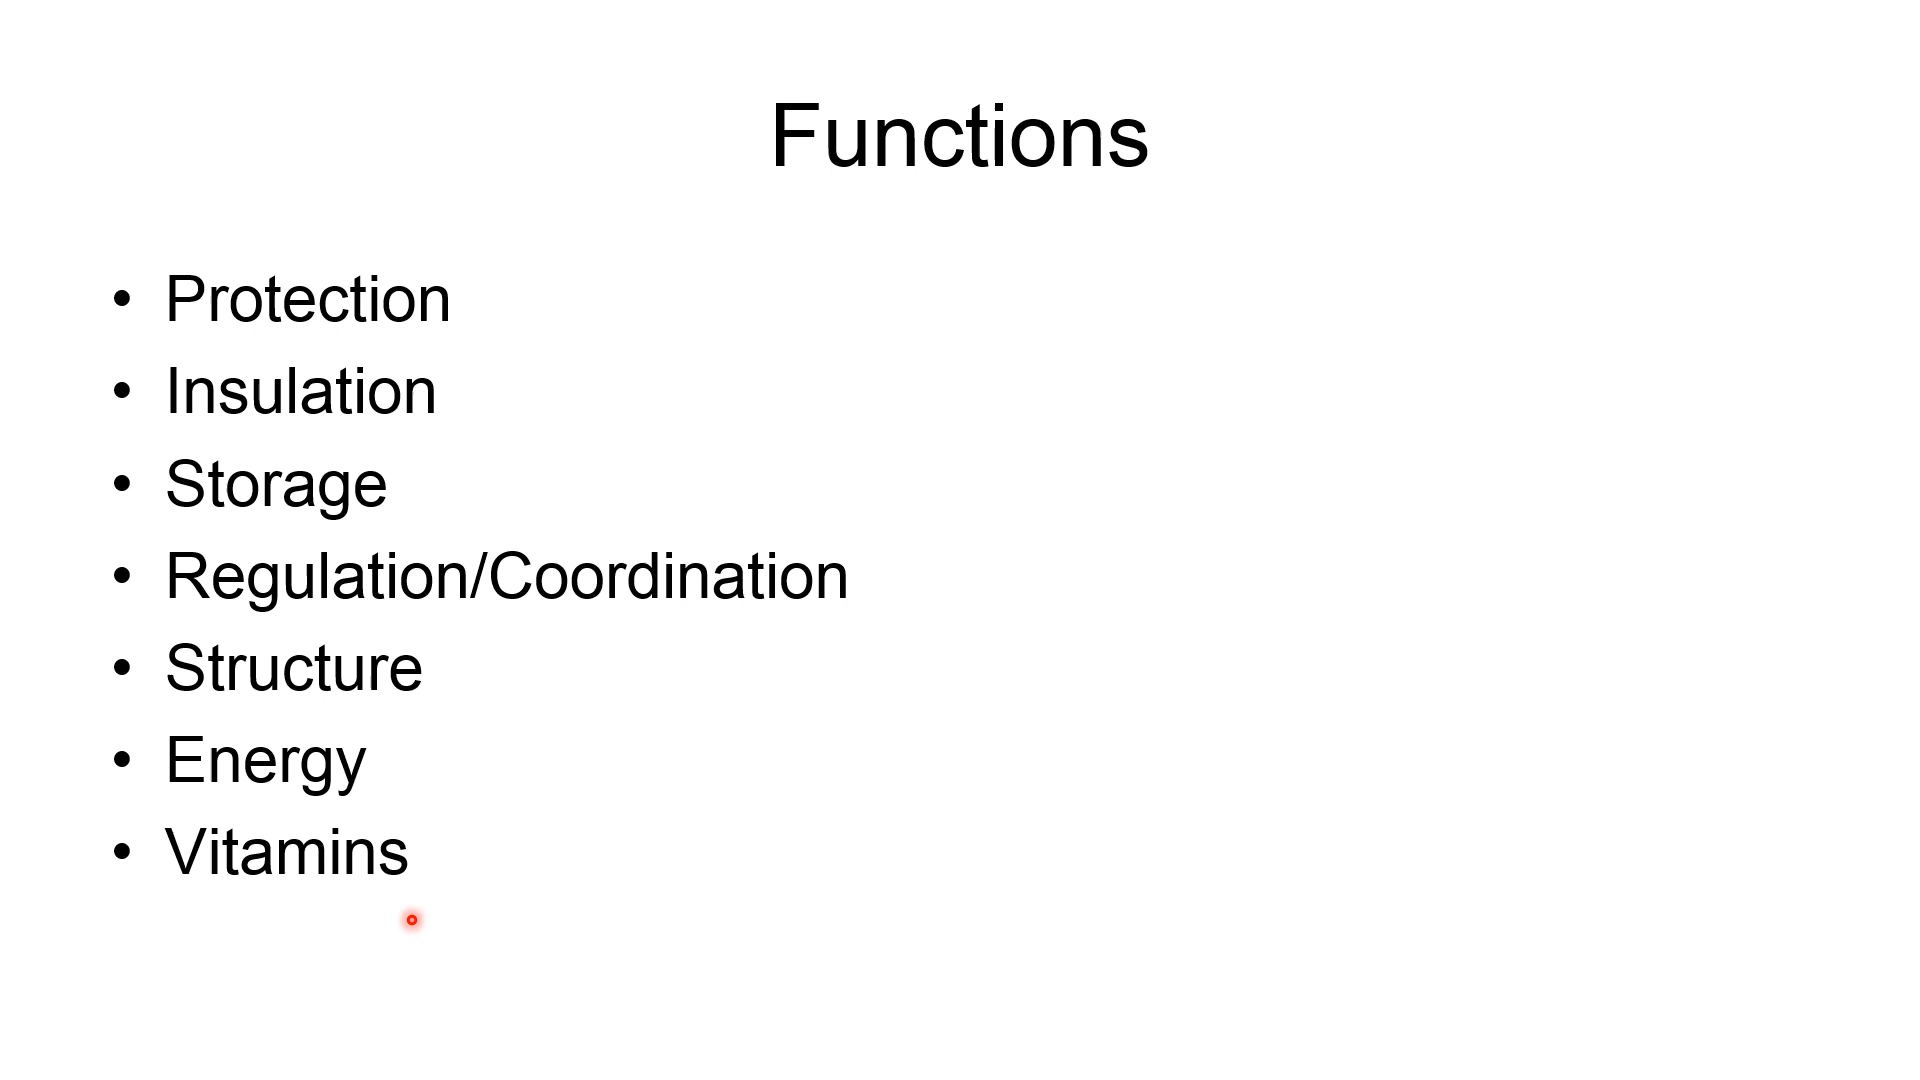 Functions
• Protection
• Insulation
• Storage
• Regulation/Coordination
• Structure
• Energy
• Vitamins